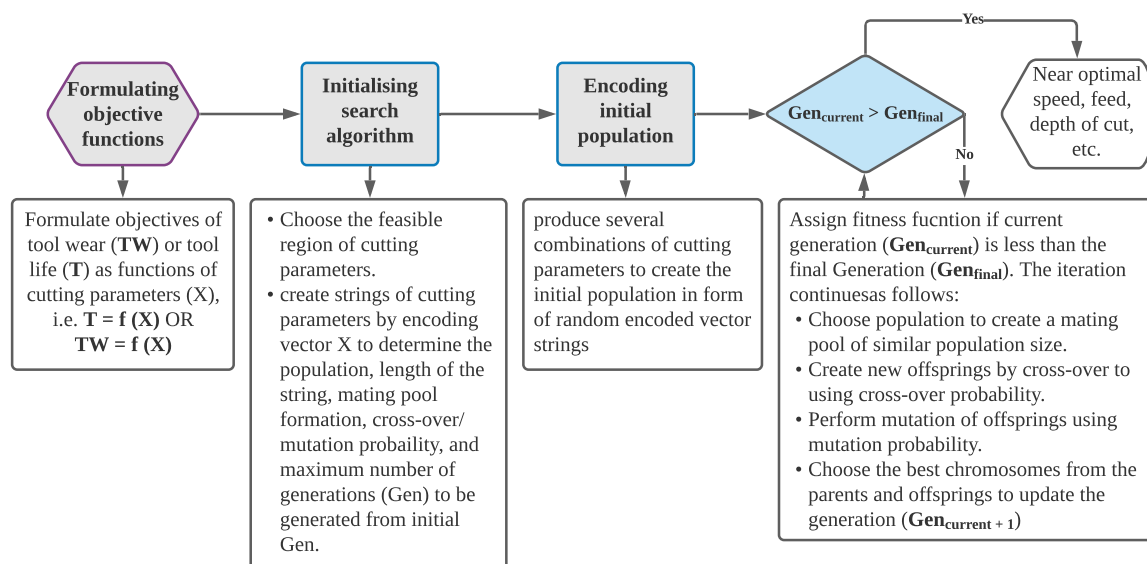 Formulating
objective
functions
Initialising
search
algorithm
Encoding
initial
population
Gencurrent > Genfinal
Yes
No
Near optimal
speed, feed,
depth of cut,
etc.
Formulate objectives of
tool wear (TW) or tool
life (T) as functions of
cutting parameters (X),
i.e. T = f (X) OR
TW = f (X)
• Choose the feasible
region of cutting
parameters.
• create strings of cutting
parameters by encoding
vector X to determine the
population, length of the
string, mating pool
formation, cross-over/
mutation probaility, and
maximum number of
generations (Gen) to be
generated from initial
Gen.
produce several
combinations of cutting
parameters to create the
initial population in form
of random encoded vector
strings
Assign fitness fucntion if current
generation (Gencurrent) is less than the
final Generation (Genfinal). The iteration
continuesas follows:
• Choose population to create a mating
pool of similar population size.
• Create new offsprings by cross-over to
using cross-over probability.
• Perform mutation of offsprings using
mutation probability.
• Choose the best chromosomes from the
parents and offsprings to update the
generation (Gencurrent + 1)